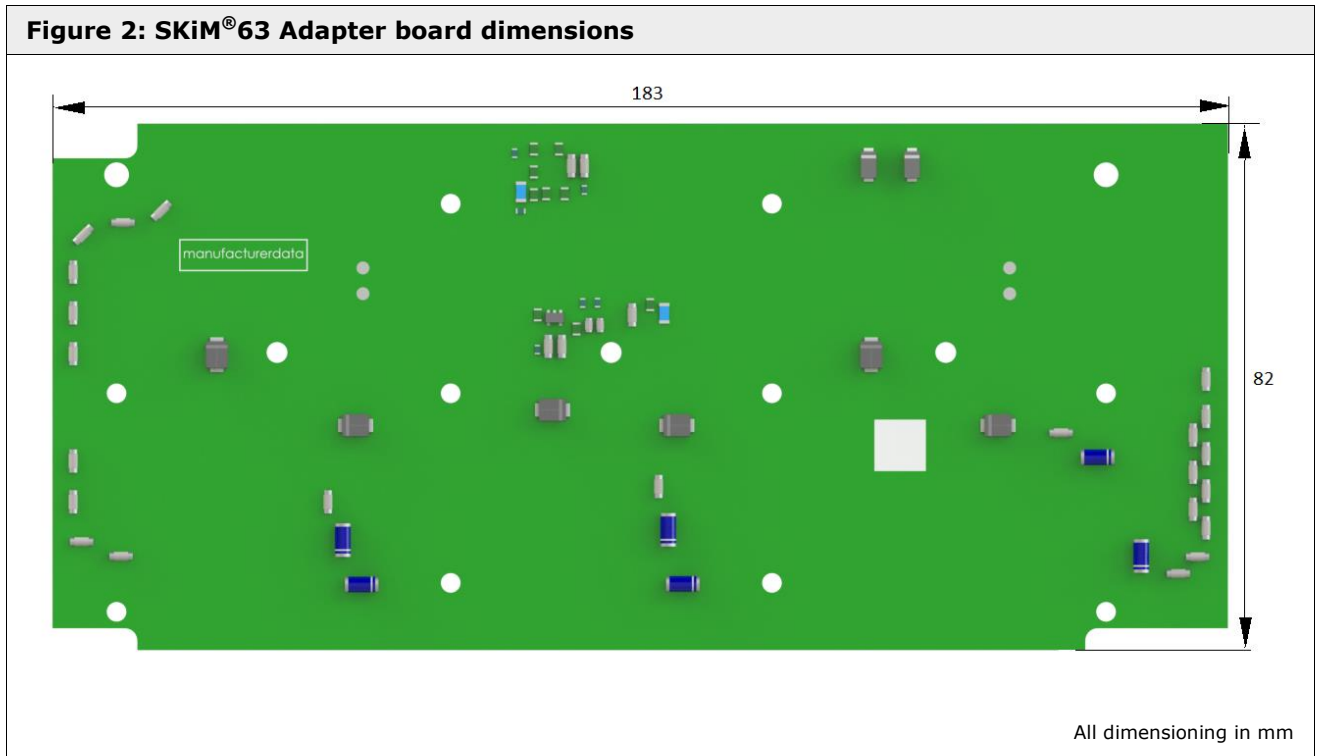 Figure 2: SKiM®63 Adapter board dimensions
183
manufacturerdata
82
All dimensioning in mm